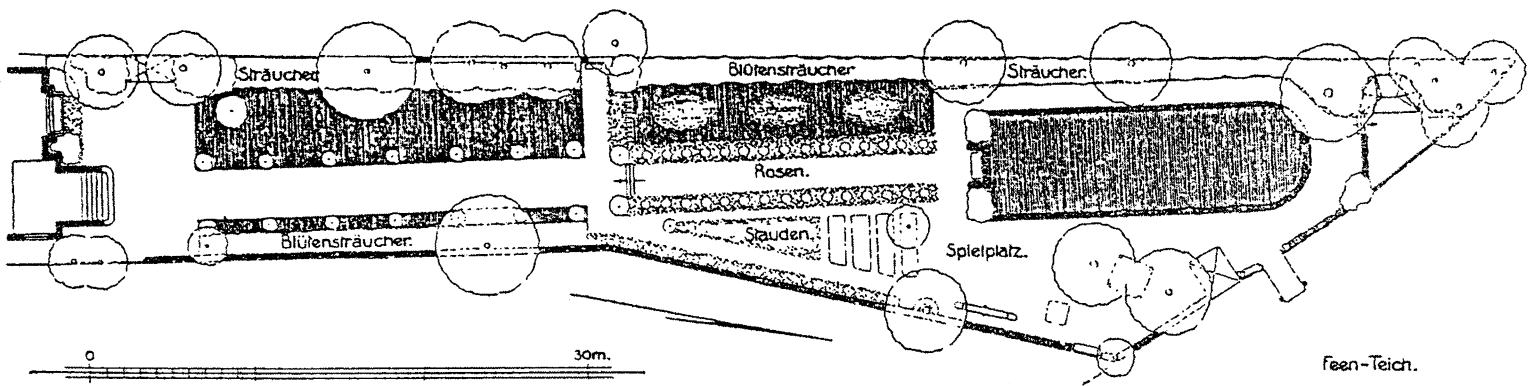 Sträucher.
Blütensträucher
Sträucher.
Rosen.
Blütensträucher.
Stauden.
Spielplatz.
0 30m.
Feen-Teich.